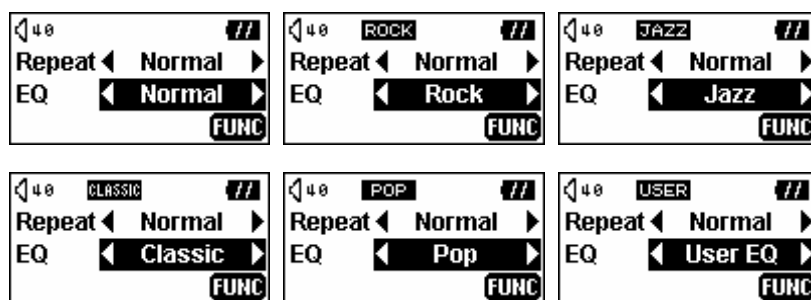 40
Repeat Normal
EQ Normal
FUNC
40 ROCK
Repeat Normal
EQ Rock
FUNC
40 JAZZ
Repeat Normal
EQ Jazz
FUNC
40 CLASSIC
Repeat Normal
EQ Classic
FUNC
40 POP
Repeat Normal
EQ Pop
FUNC
40 USER
Repeat Normal
EQ User EQ
FUNC